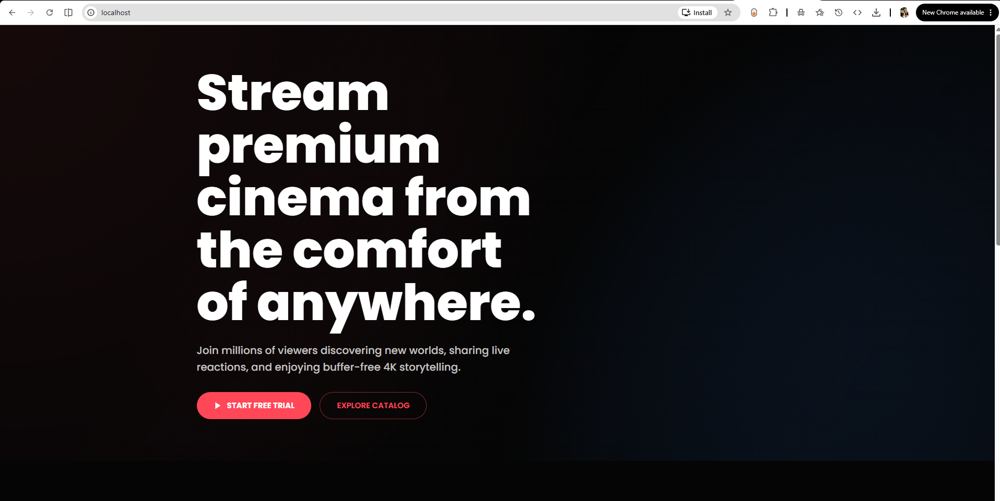 localhost
Install
New Chrome available
Stream
premium
cinema from
the comfort
of anywhere.
Join millions of viewers discovering new worlds, sharing live
reactions, and enjoying buffer-free 4K storytelling.
START FREE TRIAL
EXPLORE CATALOG